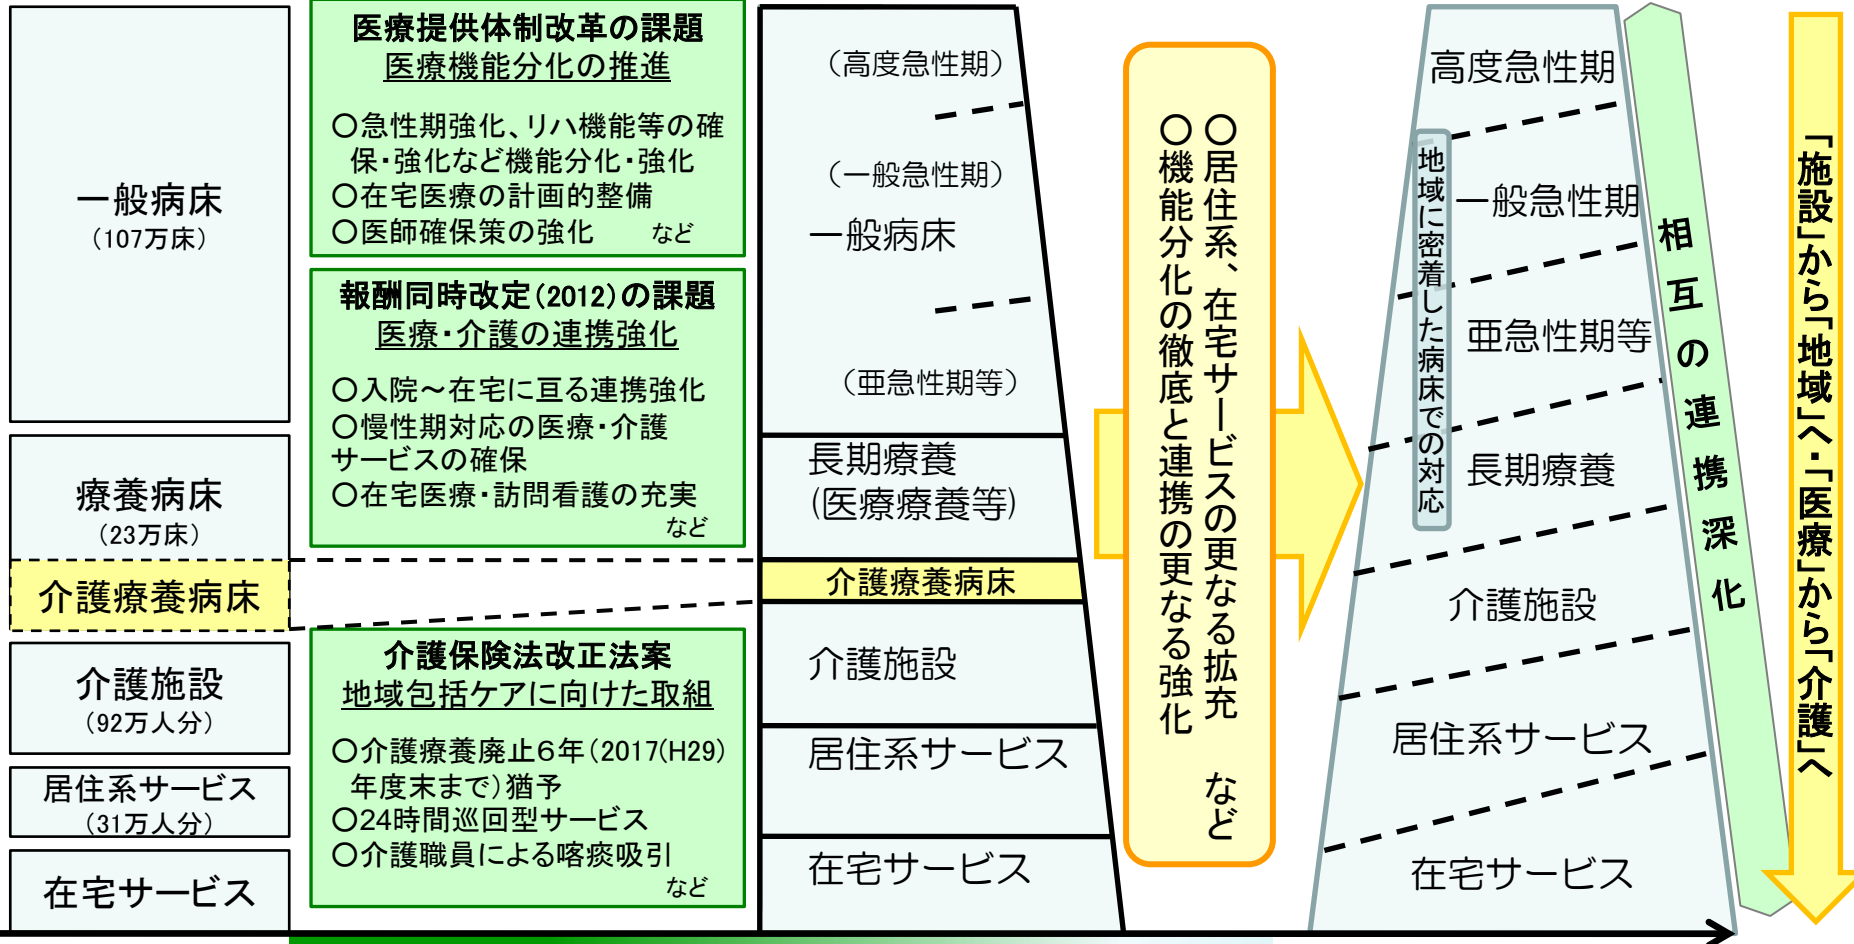 一般病床
（107万床）
療養病床
（23万床）
介護療養病床
介護施設
（92万人分）
居住系サービス
（31万人分）
在宅サービス
医療提供体制改革の課題
医療機能分化の推進
○急性期強化、リハ機能等の確
保・強化など機能分化・強化
○在宅医療の計画的整備
○医師確保策の強化　　など
報酬同時改定（2012）の課題
医療・介護の連携強化
○入院～在宅に亘る連携強化
○慢性期対応の医療・介護
サービスの確保
○在宅医療・訪問看護の充実
など
介護保険法改正法案
地域包括ケアに向けた取組
○介護療養廃止６年（2017(H29)
年度末まで）猶予
○24時間巡回型サービス
○介護職員による喀痰吸引
など
（高度急性期）
（一般急性期）
一般病床
（亜急性期等）
長期療養
(医療療養等)
介護療養病床
介護施設
居住系サービス
在宅サービス
○居住系、在宅サービスの更なる拡充
○機能分化の徹底と連携の更なる強化
など
高度急性期
一般急性期
亜急性期等
長期療養
介護施設
居住系サービス
在宅サービス
地域に密着した病床での対応
相互の連携深化
「施設」から「地域」へ・「医療」から「介護」へ